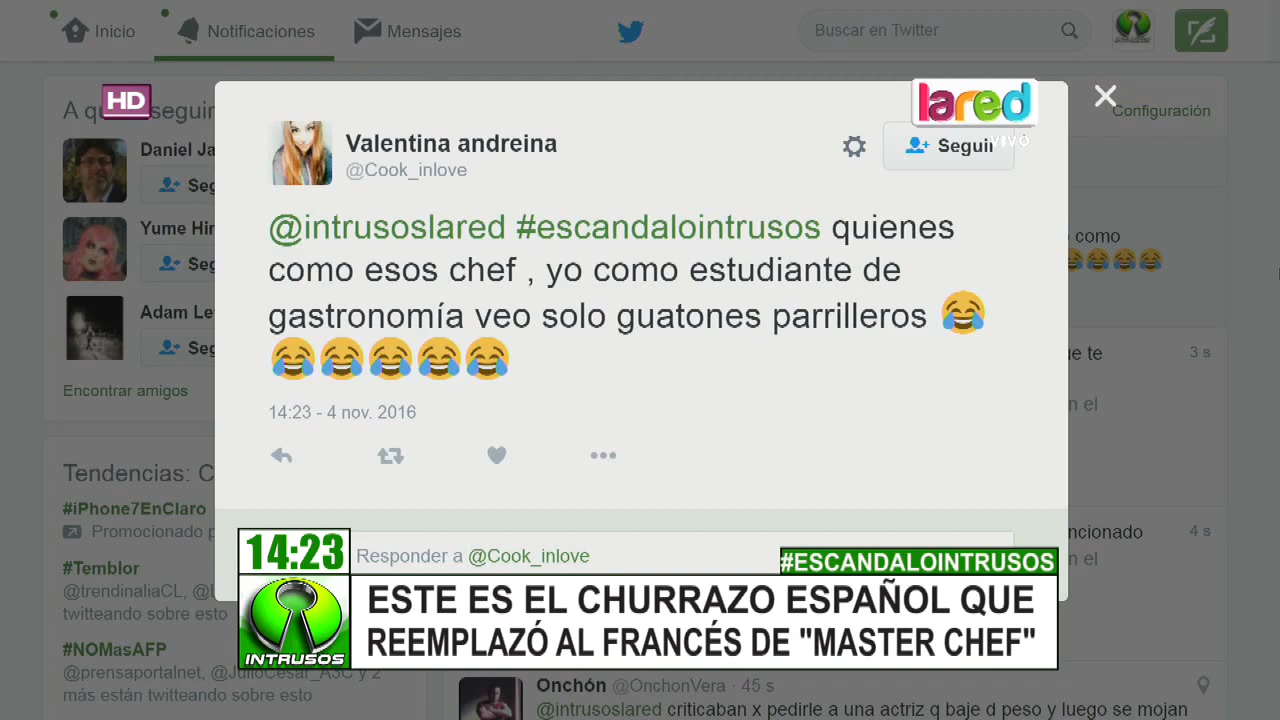 Inicio
Notificaciones
Mensajes
Buscar en Twitter
HD
lared
VIVO
A qu seguir
Configuración
Daniel Ja
Seg
Yume Hir
Seg
Adam Le
Seg
Encontrar amigos
Valentina andreina
@Cook_inlove
Seguir
@intrusoslared #escandalointrusos quienes
como esos chef , yo como estudiante de
gastronomía veo solo guatones parrilleros 😂
😂😂😂😂😂
14:23 - 4 nov. 2016
como
😂😂😂😂
ue te
3 s
n el
Tendencias: C
#iPhone7EnClaro
Promocionado p
#Temblor
@trendinaliaCL, @
twitteando sobre esto
#NOMasAFP
@prensaportalnet, @JulioCesar_A3C y 2
más están twitteando sobre esto
ncionado
4 s
n el
Responder a @Cook_inlove
14:23
#ESCANDALOINTRUSOS
INTRUSOS
ESTE ES EL CHURRAZO ESPAÑOL QUE
REEMPLAZÓ AL FRANCÉS DE "MASTER CHEF"
Onchón @OnchonVera · 45 s
@intrusoslared criticaban x pedirle a una actriz q baje d peso y luego se mojan